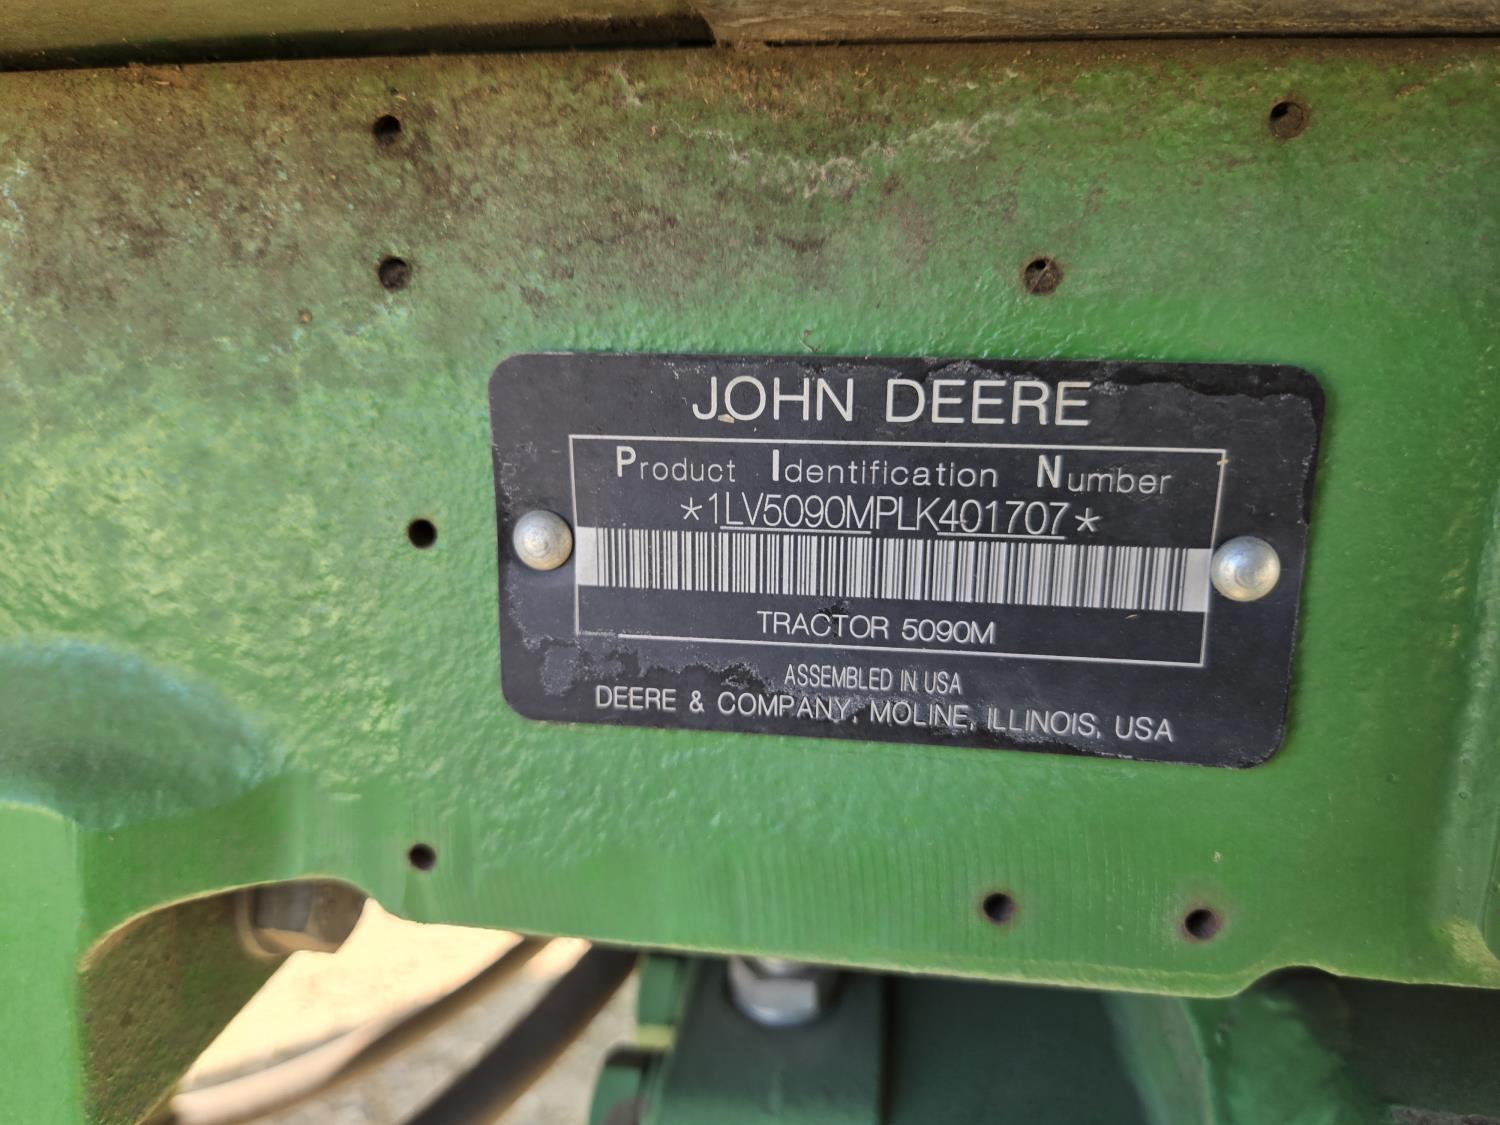 JOHN DEERE
Product Identification Number
*1LV5090MPLK401707*
TRACTOR 5090M
ASSEMBLED IN USA
DEERE & COMPANY, MOLINE, ILLINOIS, USA